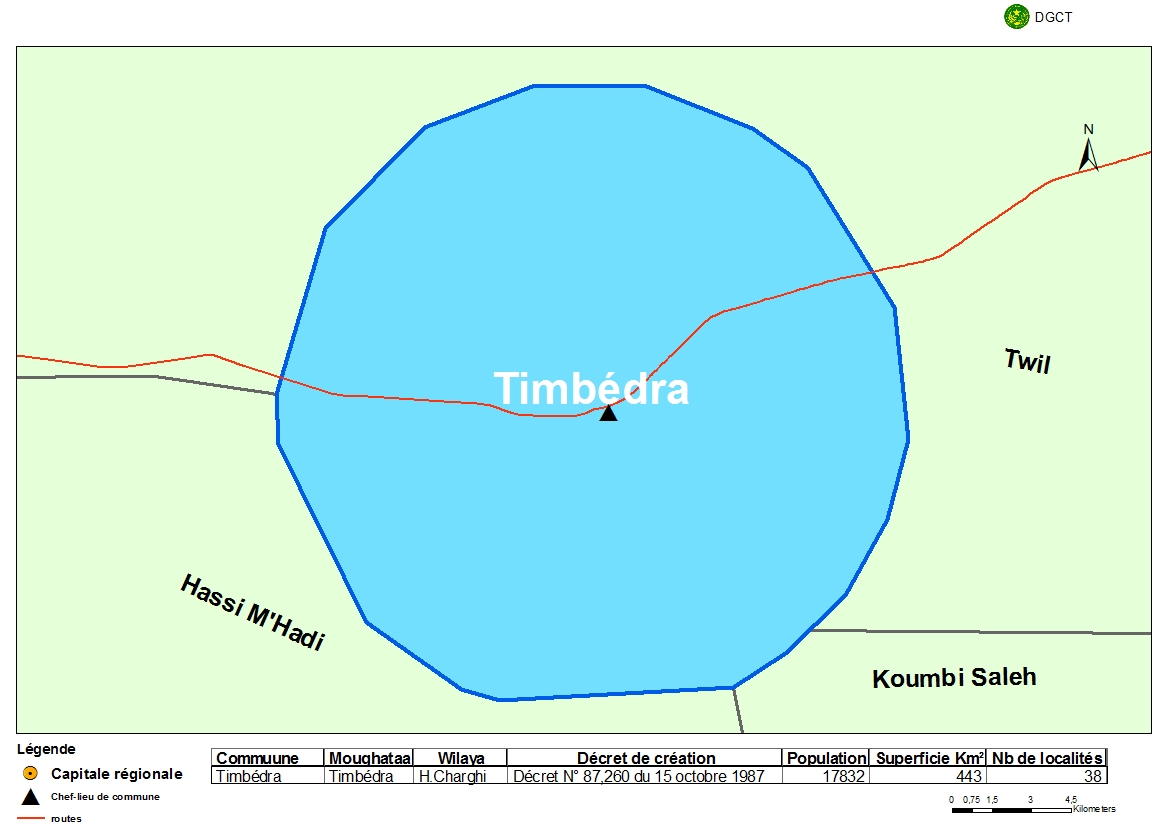 DGCT
N
Twil
Timbédra
Hassi M'Hadi
Koumbi Saleh
Légende
Capitale régionale
Chef-lieu de commune
routes
Commuune Moughataa Wilaya Décret de création Population Superficie Km² Nb de localités
Timbédra Timbédra H.Charghi Décret N° 87,260 du 15 octobre 1987 17832 443 38
0 0,75 1,5 3 4,5
Kilometers